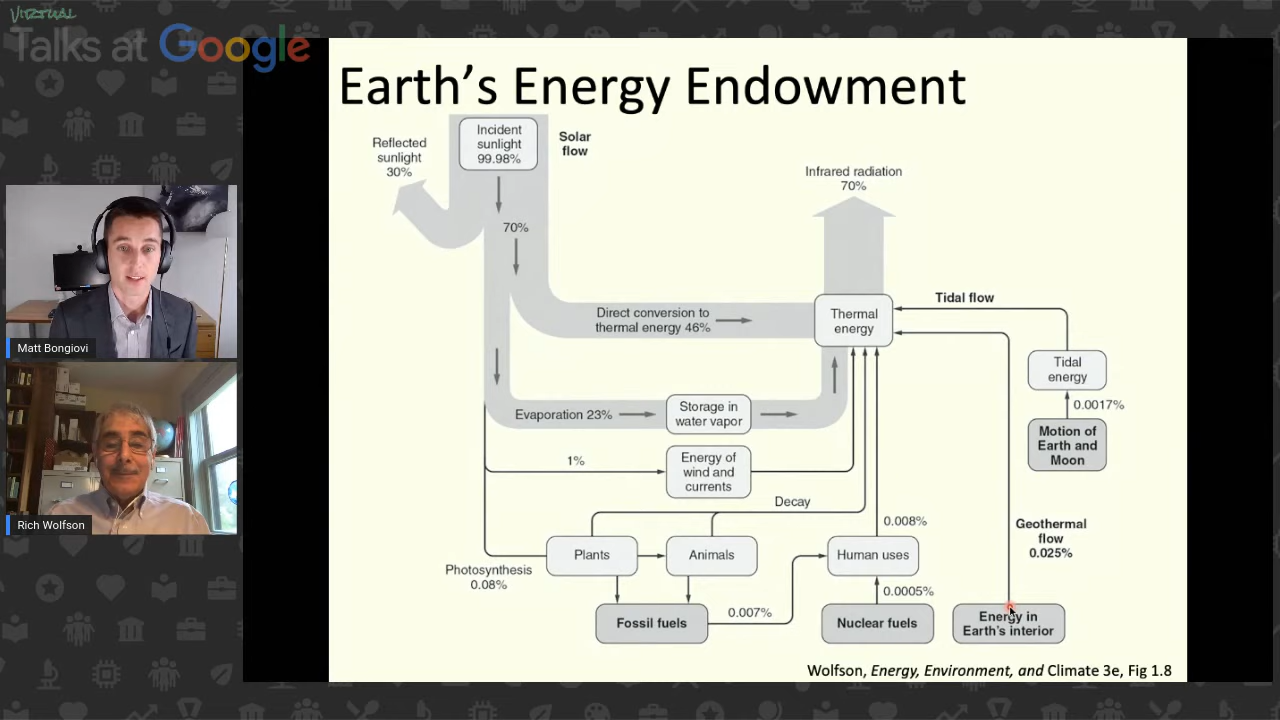 VIRTUAL
Talks at Google
Earth's Energy Endowment
Reflected
sunlight
30%
Incident
sunlight
99.98%
Solar
flow
70%
Infrared radiation
70%
Direct conversion to
thermal energy 46%
Thermal
energy
Tidal flow
Tidal
energy
0.0017%
Motion of
Earth and
Moon
Evaporation 23%
Storage in
water vapor
1%
Energy of
wind and
currents
Decay
0.008%
Geothermal
flow
0.025%
Photosynthesis
0.08%
Plants
Animals
Human uses
0.0005%
Fossil fuels
0.007%
Nuclear fuels
Energy in
Earth's interior
Wolfson, Energy, Environment, and Climate 3e, Fig 1.8
Matt Bongiovi
Rich Wolfson